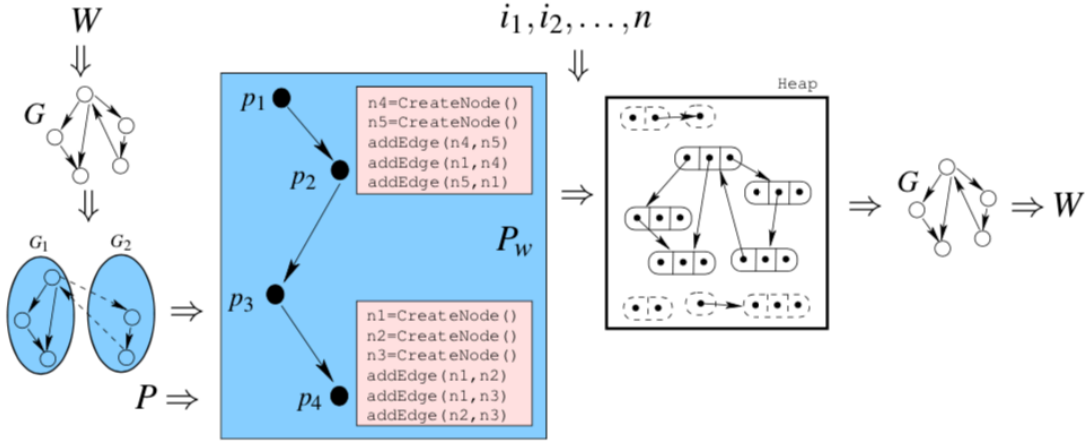 W
i₁, i₂, . . . , n
Heap
G
p₁
n4=CreateNode()
n5=CreateNode()
addEdge(n4,n5)
addEdge(n1,n4)
addEdge(n5,n1)
p₂
G
W
G₁
G₂
P_w
p₃
n1=CreateNode()
n2=CreateNode()
n3=CreateNode()
addEdge(n1,n2)
addEdge(n1,n3)
addEdge(n2,n3)
P
p₄